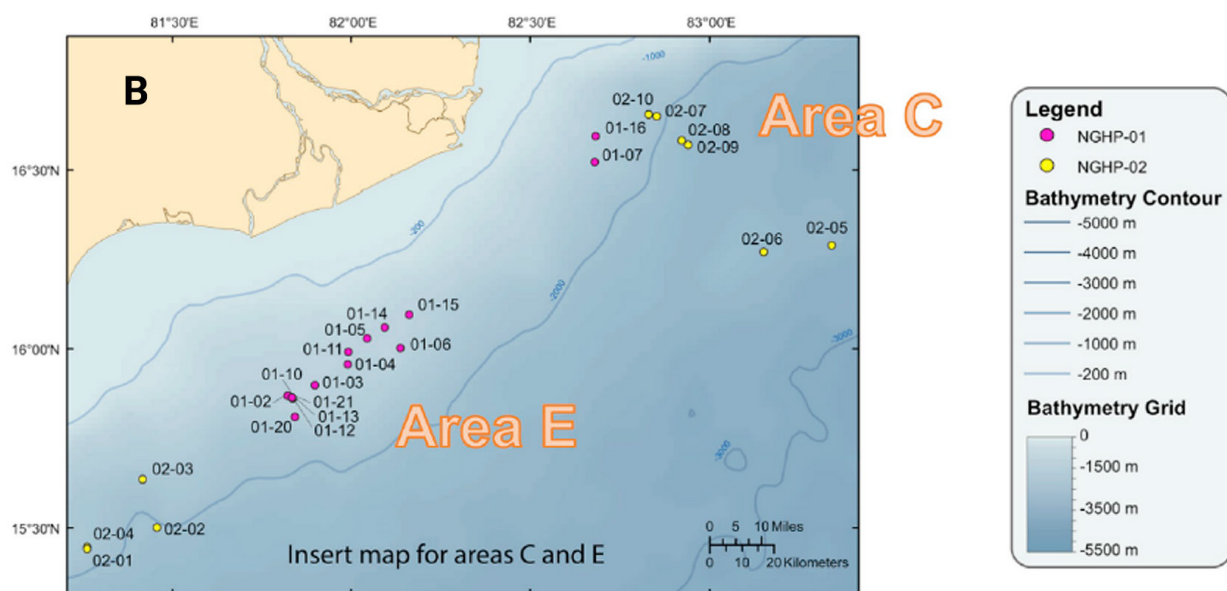 81°30'E
82°00'E
82°30'E
83°00'E
B
-1000
02-10
02-07
Area C
01-16
02-08
01-07
02-09
16°30'N
-200
02-05
02-06
-2000
01-15
01-14
01-05
01-06
16°00'N
01-11
01-04
-3000
01-10
01-03
01-02
01-21
01-13
01-20
01-12
Area E
-3000
02-03
15°30'N
02-02
02-04
02-01
Insert map for areas C and E
0 5 10 Miles
0 10 20 Kilometers
Legend
NGHP-01
NGHP-02
Bathymetry Contour
-5000 m
-4000 m
-3000 m
-2000 m
-1000 m
-200 m
Bathymetry Grid
0
-1500 m
-3500 m
-5500 m